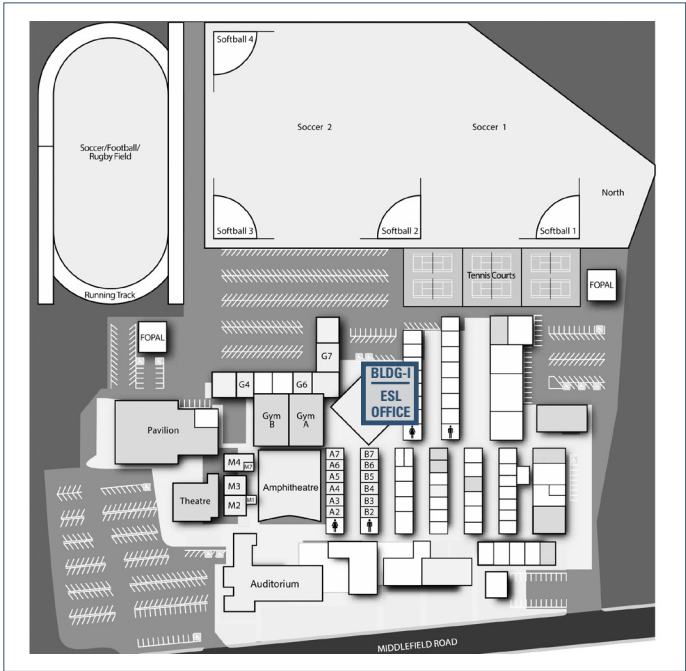 Softball 4
Soccer 2
Soccer 1
Soccer/Football/
Rugby Field
North
Softball 3
Softball 2
Softball 1
Running Track
Tennis Courts
FOPAL
FOPAL
G7
G4
G6
BLDG-I
ESL
OFFICE
Gym
B
Gym
A
Pavilion
M4
M7
M3
M1
M2
Theatre
Amphitheatre
A7
A6
A5
A4
A3
A2
B7
B6
B5
B4
B3
B2
Auditorium
MIDDLEFIELD ROAD